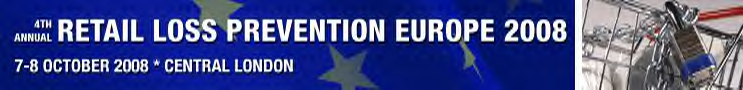 4TH ANNUAL RETAIL LOSS PREVENTION EUROPE 2008
7-8 OCTOBER 2008 * CENTRAL LONDON